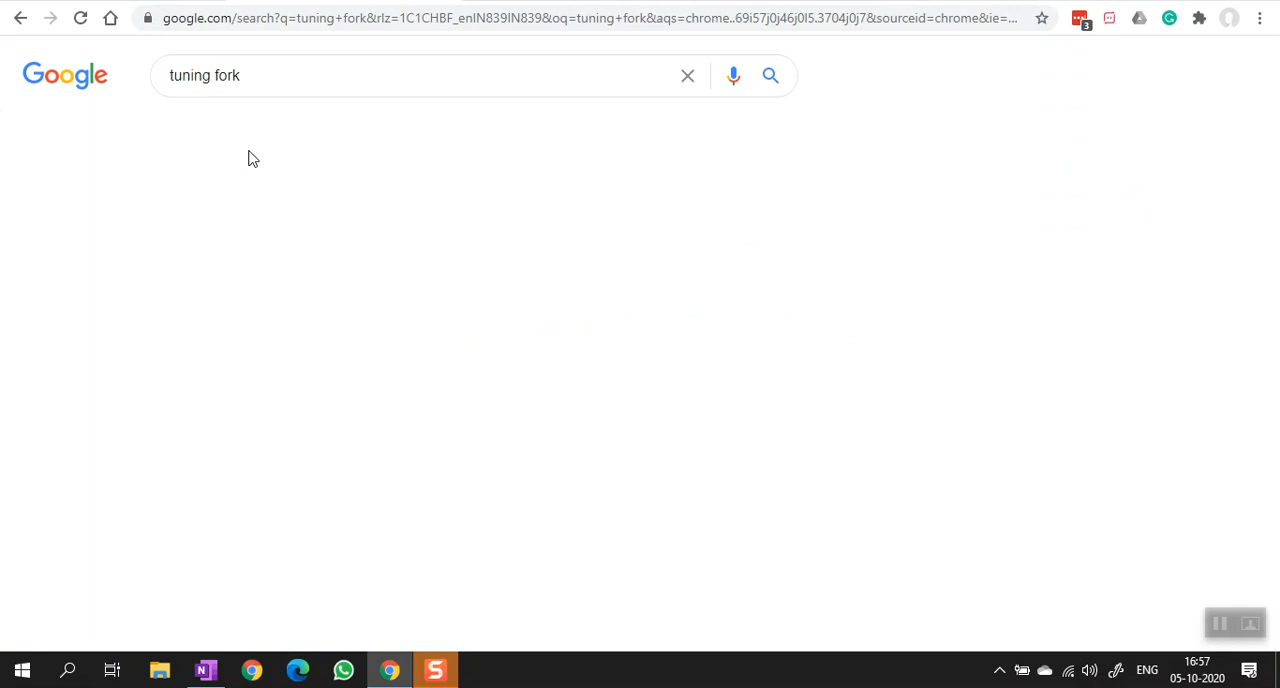 google.com/search?q=tuning+fork&rlz=1C1CHBF_enIN839IN839&oq=tuning+fork&aqs=chrome..69i57j0j46j0l5.3704j0j7&sourceid=chrome&ie=...
3
Google
tuning fork
N
S
ENG
16:57
05-10-2020